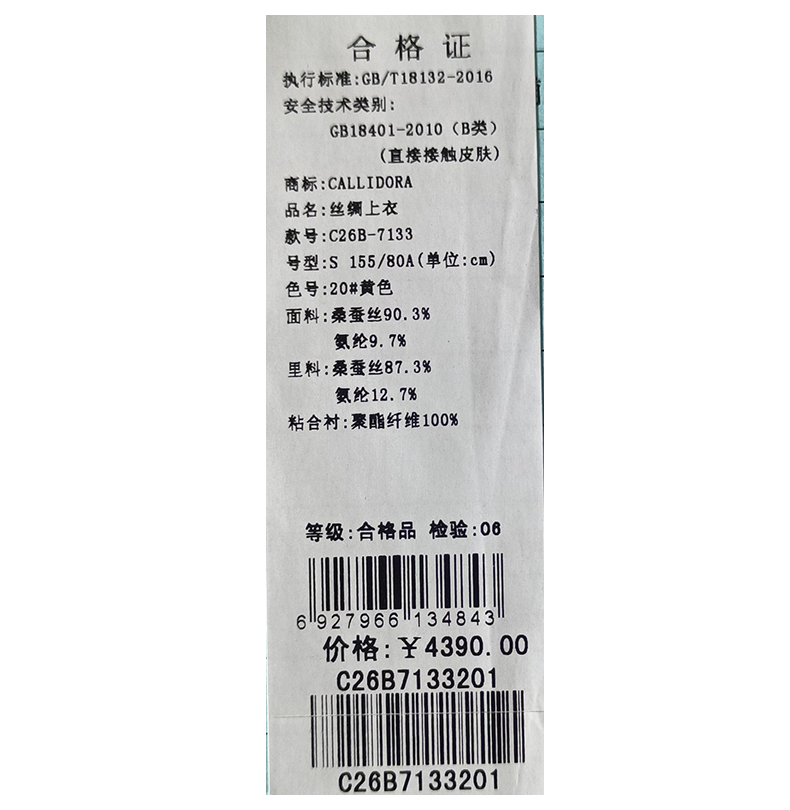 合格证
执行标准:GB/T18132-2016
安全技术类别:
GB18401-2010（B类）
(直接接触皮肤)
商标:CALLIDORA
品名:丝绸上衣
款号:C26B-7133
号型:S 155/80A(单位:cm)
色号:20#黄色
面料:桑蚕丝90.3%
氨纶9.7%
里料:桑蚕丝87.3%
氨纶12.7%
粘合衬:聚酯纤维100%
等级:合格品 检验:06
6 927966 134843
价格:￥4390.00
C26B7133201
C26B7133201